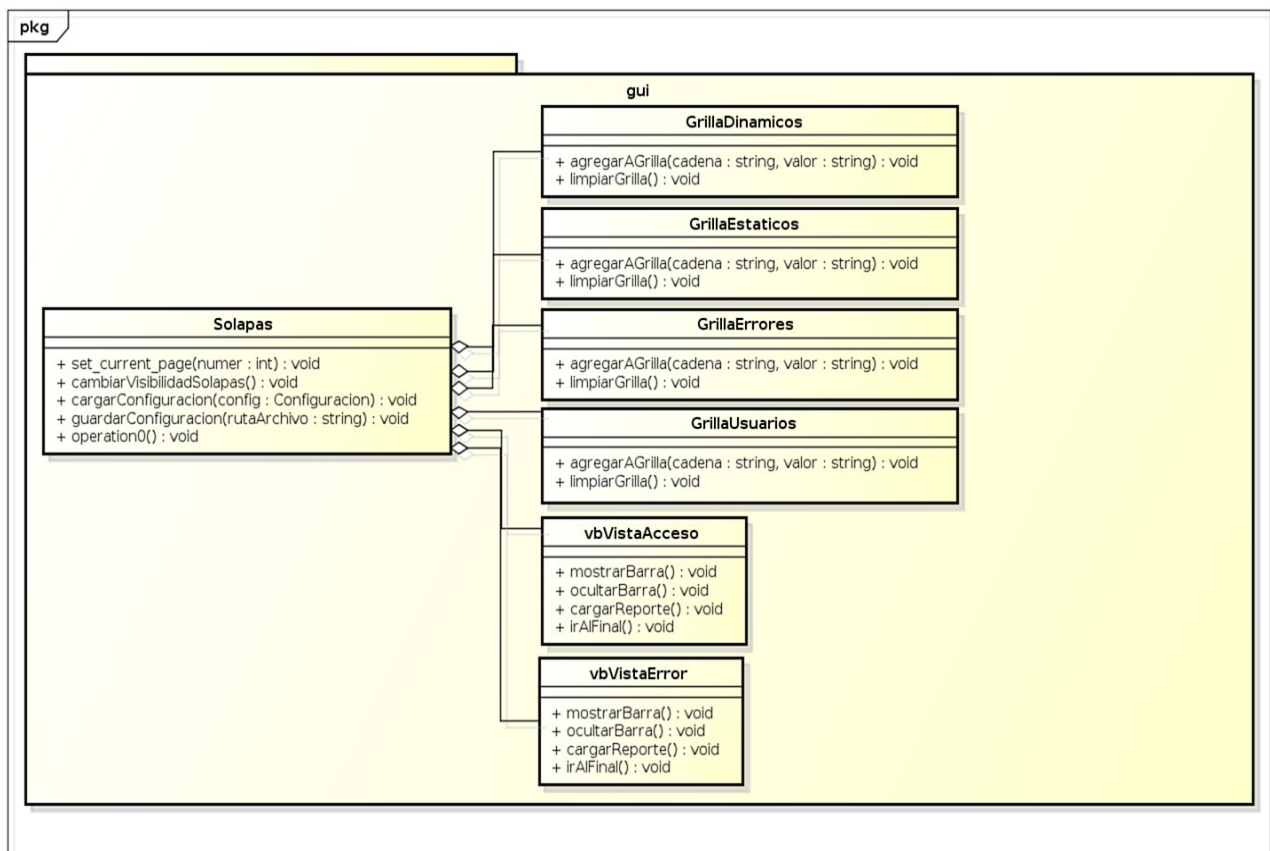 pkg
gui
GrillaDinamicos
+ agregarAGrilla(cadena : string, valor : string) : void
+ limpiarGrilla() : void
GrillaEstaticos
+ agregarAGrilla(cadena : string, valor : string) : void
+ limpiarGrilla() : void
Solapas
+ set_current_page(numer : int) : void
+ cambiarVisibilidadSolapas() : void
+ cargarConfiguracion(config : Configuracion) : void
+ guardarConfiguracion(rutaArchivo : string) : void
+ operation0() : void
GrillaErrores
+ agregarAGrilla(cadena : string, valor : string) : void
+ limpiarGrilla() : void
GrillaUsuarios
+ agregarAGrilla(cadena : string, valor : string) : void
+ limpiarGrilla() : void
vbVistaAcceso
+ mostrarBarra() : void
+ ocultarBarra() : void
+ cargarReporte() : void
+ irAlFinal() : void
vbVistaError
+ mostrarBarra() : void
+ ocultarBarra() : void
+ cargarReporte() : void
+ irAlFinal() : void